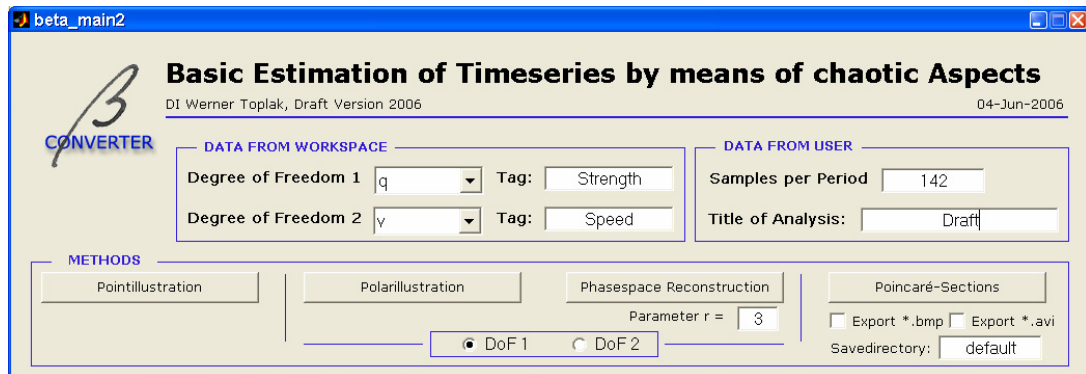 beta_main2
β
CONVERTER
Basic Estimation of Timeseries by means of chaotic Aspects
DI Werner Toplak, Draft Version 2006 04-Jun-2006
DATA FROM WORKSPACE
Degree of Freedom 1 q Tag: Strength
Degree of Freedom 2 v Tag: Speed
DATA FROM USER
Samples per Period 142
Title of Analysis: Draft
METHODS
Pointillustration Polarillustration Phasespace Reconstruction Poincaré-Sections
Parameter r = 3 Export *.bmp Export *.avi
DoF 1 DoF 2 Savedirectory: default